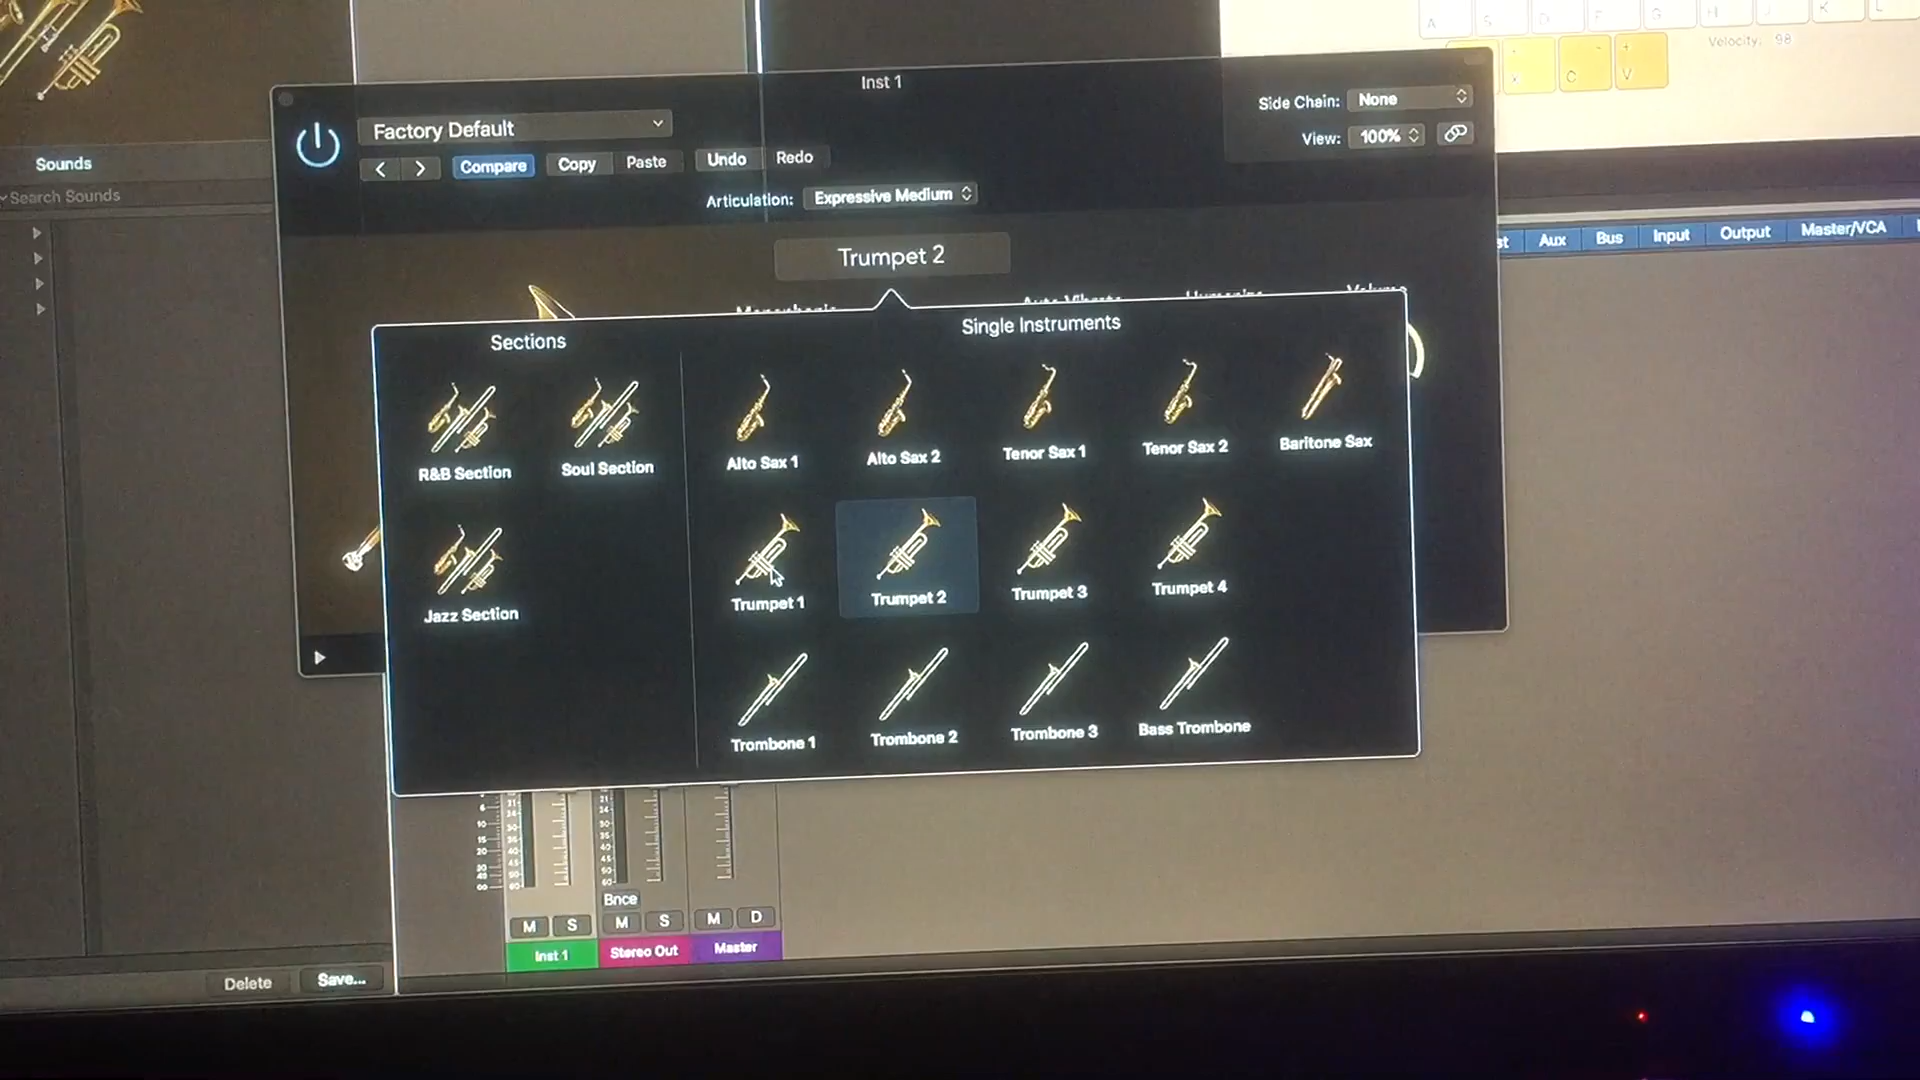 A S D F G H J K L
Velocity: 98
X C V
Inst 1
Factory Default
Side Chain: None
View: 100%
Compare Copy Paste Undo Redo
Articulation: Expressive Medium
Sounds
Search Sounds
Aux Bus Input Output Master/VCA
Trumpet 2
Sections
Single Instruments
R&B Section Soul Section
Alto Sax 1 Alto Sax 2 Tenor Sax 1 Tenor Sax 2 Baritone Sax
Jazz Section
Trumpet 1 Trumpet 2 Trumpet 3 Trumpet 4
Trombone 1 Trombone 2 Trombone 3 Bass Trombone
Bnce
M S M S M D
Inst 1 Stereo Out Master
Delete Save...